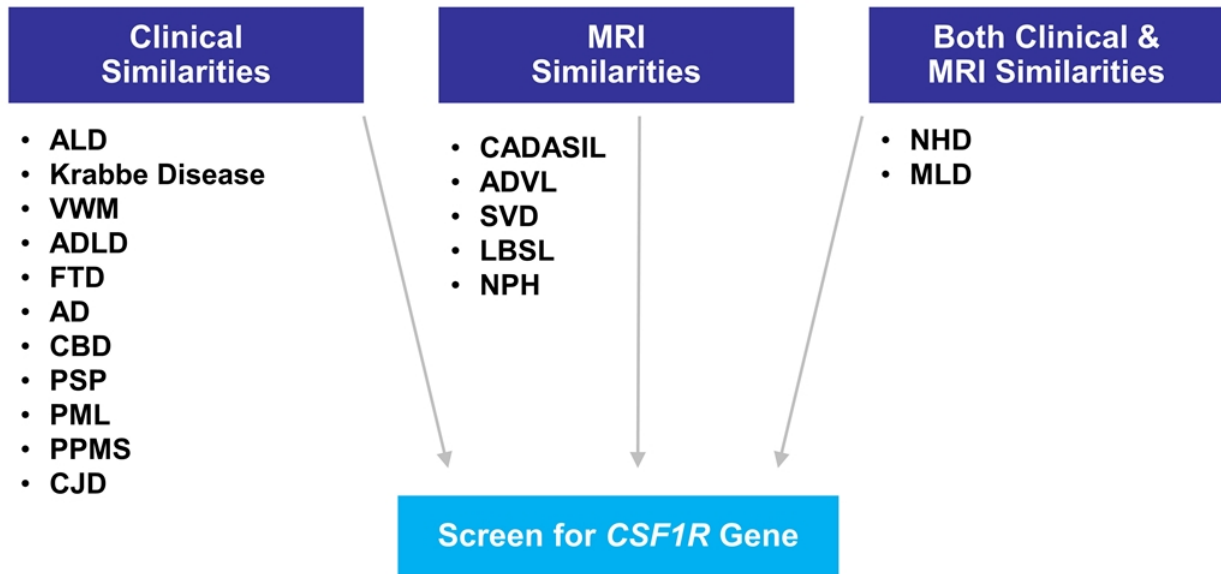 Clinical
Similarities
• ALD
• Krabbe Disease
• VWM
• ADLD
• FTD
• AD
• CBD
• PSP
• PML
• PPMS
• CJD
MRI
Similarities
• CADASIL
• ADVL
• SVD
• LBSL
• NPH
Both Clinical &
MRI Similarities
• NHD
• MLD
Screen for CSF1R Gene